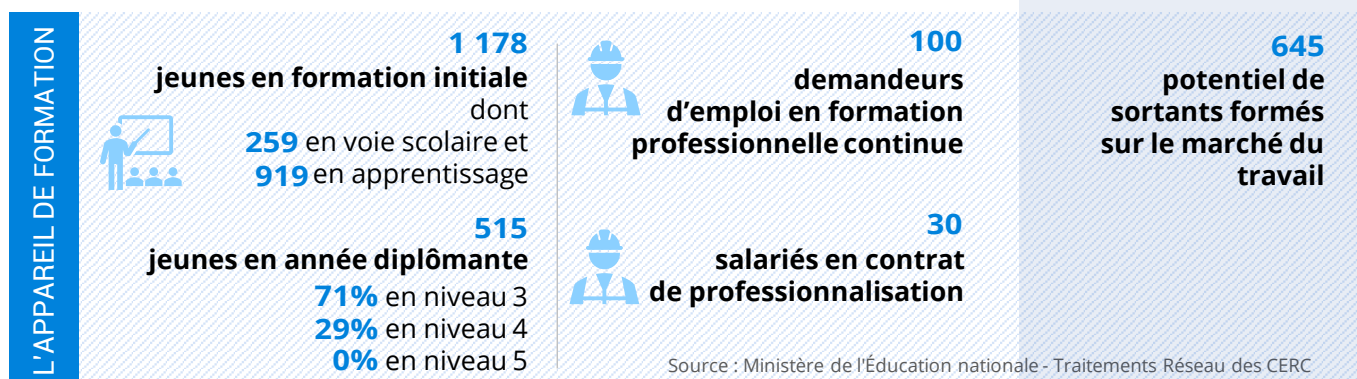 L'APPAREIL DE FORMATION
1 178
jeunes en formation initiale
dont
259 en voie scolaire et
919 en apprentissage
515
jeunes en année diplômante
71% en niveau 3
29% en niveau 4
0% en niveau 5
100
demandeurs
d'emploi en formation
professionnelle continue
30
salariés en contrat
de professionnalisation
645
potentiel de
sortants formés
sur le marché du
travail
Source : Ministère de l'Éducation nationale - Traitements Réseau des CERC